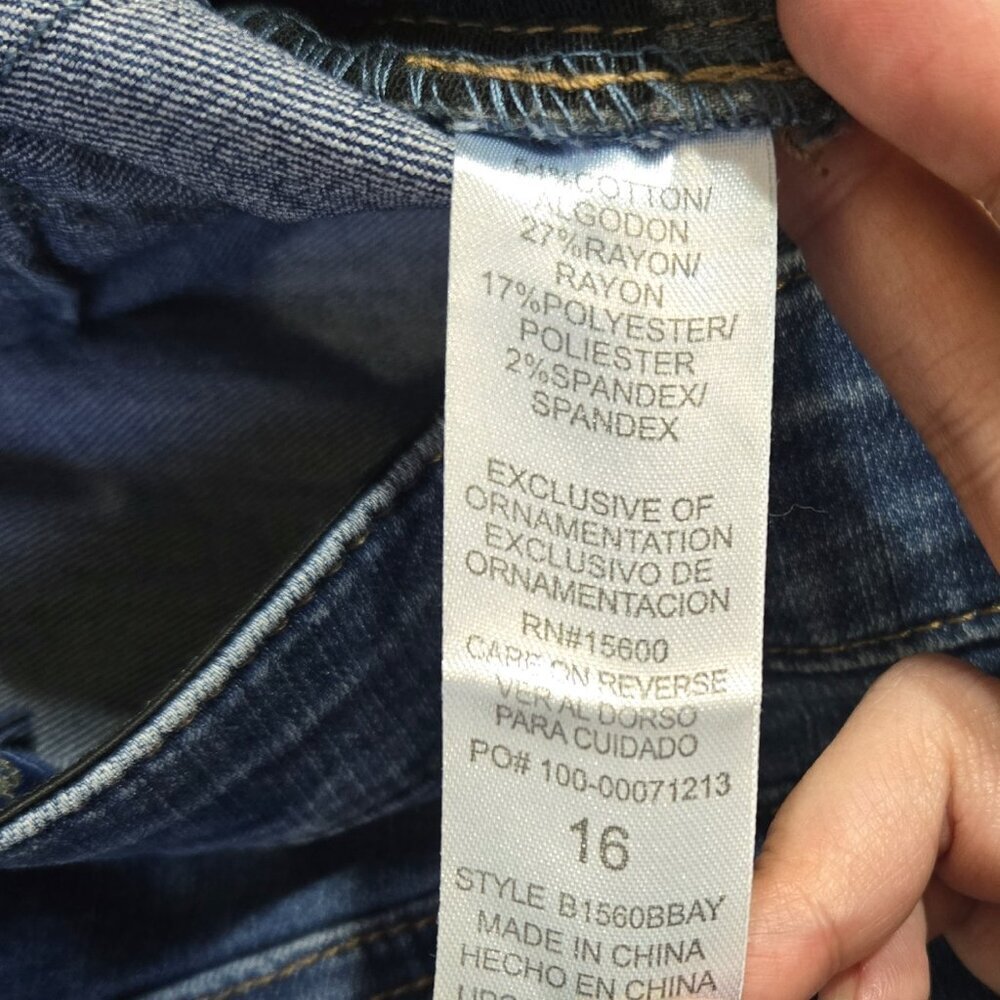 COTTON/
ALGODON
27%RAYON/
RAYON
17%POLYESTER/
POLIESTER
2%SPANDEX/
SPANDEX
EXCLUSIVE OF
ORNAMENTATION
EXCLUSIVO DE
ORNAMENTACION
RN#15600
CARE ON REVERSE
VER AL DORSO
PARA CUIDADO
PO# 100-00071213
16
STYLE B1560BBAY
MADE IN CHINA
HECHO EN CHINA